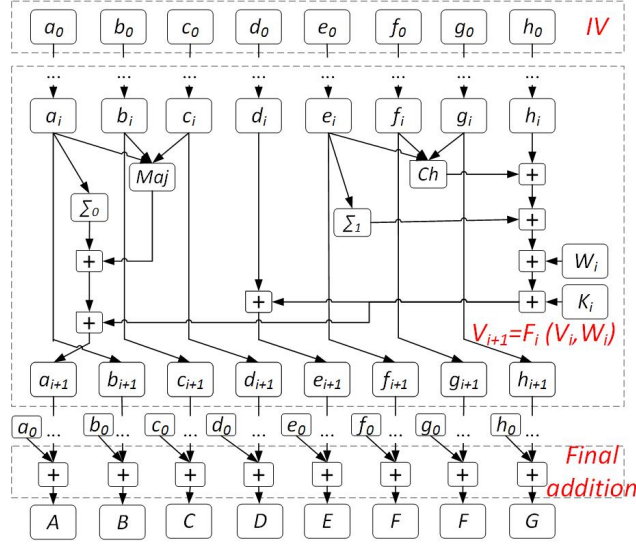 a0 b0 c0 d0 e0 f0 g0 h0 IV
... ... ... ... ... ... ... ...
ai bi ci di ei fi gi hi
Maj Ch +
∑0 ∑1 +
+ + Wi
+ + Ki
+ Vi+1=Fi (Vi,Wi)
ai+1 bi+1 ci+1 di+1 ei+1 fi+1 gi+1 hi+1
a0 ... b0 ... c0 ... d0 ... e0 ... f0 ... g0 ... h0 ...
+ + + + + + + + Final
addition
A B C D E F F G